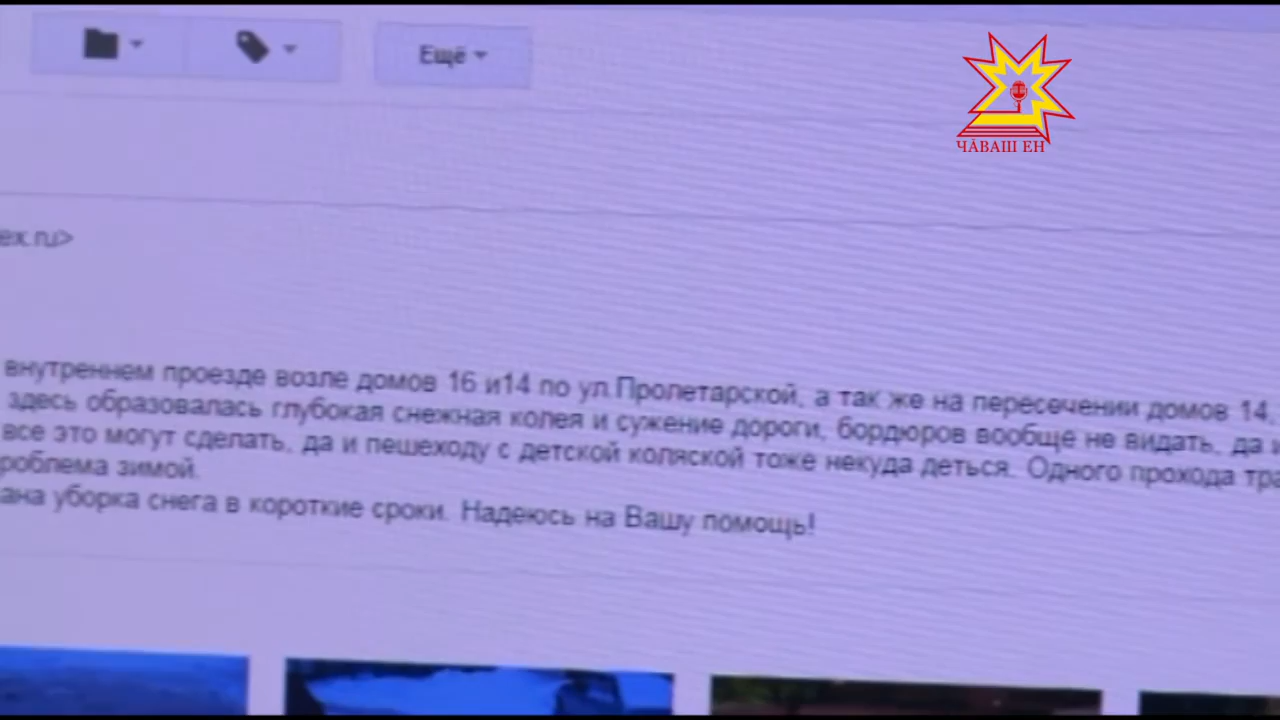 Ещё
ЧӐВАШ ЕН
ex.ru>
внутреннем проезде возле домов 16 и14 по ул.Пролетарской, а так же на пересечении домов 14,
здесь образовалась глубокая снежная колея и сужение дороги, бордюров вообще не видать, да и
все это могут сделать, да и пешеходу с детской коляской тоже некуда деться. Одного прохода тра
роблема зимой.
ана уборка снега в короткие сроки. Надеюсь на Вашу помощь!